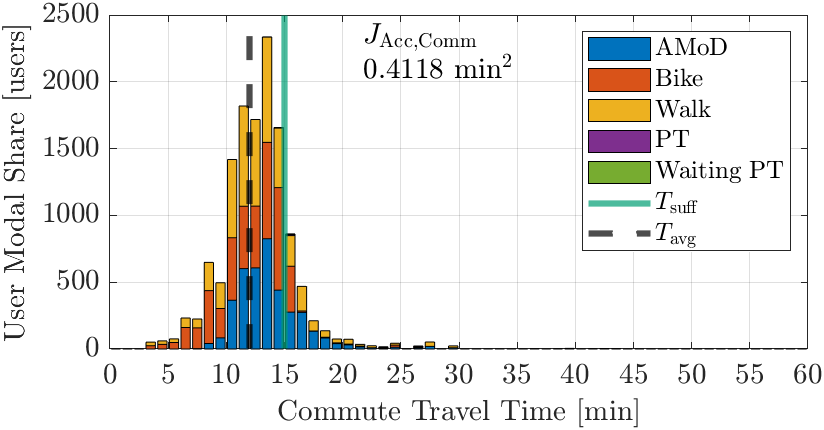 2500
2000
1500
1000
500
0
User Modal Share [users]
J_Acc,Comm
0.4118 min²
AMoD
Bike
Walk
PT
Waiting PT
T_suff
T_avg
0 5 10 15 20 25 30 35 40 45 50 55 60
Commute Travel Time [min]